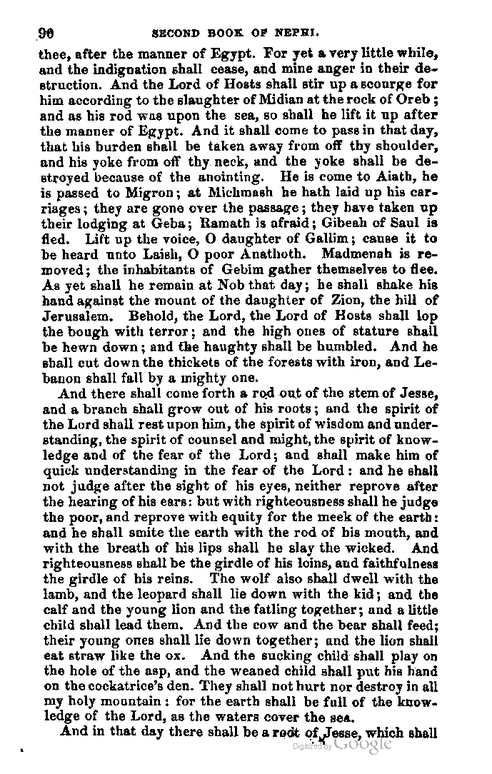 90 SECOND BOOK OF NEPHI.
thee, after the manner of Egypt. For yet a very little while,
and the indignation shall cease, and mine anger in their de-
struction. And the Lord of Hosts shall stir up a scourge for
him according to the slaughter of Midian at the rock of Oreb;
and as his rod was upon the sea, so shall he lift it up after
the manner of Egypt. And it shall come to pass in that day,
that his burden shall be taken away from off thy shoulder,
and his yoke from off thy neck, and the yoke shall be de-
stroyed because of the anointing. He is come to Aiath, he
is passed to Migron; at Michmash he hath laid up his car-
riages; they are gone over the passage; they have taken up
their lodging at Geba; Ramath is afraid; Gibeah of Saul is
fled. Lift up the voice, O daughter of Gallim; cause it to
be heard unto Laish, O poor Anathoth. Madmenah is re-
moved; the inhabitants of Gebim gather themselves to flee.
As yet shall he remain at Nob that day; he shall shake his
hand against the mount of the daughter of Zion, the hill of
Jerusalem. Behold, the Lord, the Lord of Hosts shall lop
the bough with terror; and the high ones of stature shall
be hewn down; and the haughty shall be humbled. And he
shall cut down the thickets of the forests with iron, and Le-
banon shall fall by a mighty one.
And there shall come forth a rod out of the stem of Jesse,
and a branch shall grow out of his roots; and the spirit of
the Lord shall rest upon him, the spirit of wisdom and under-
standing, the spirit of counsel and might, the spirit of know-
ledge and of the fear of the Lord; and shall make him of
quick understanding in the fear of the Lord: and he shall
not judge after the sight of his eyes, neither reprove after
the hearing of his ears: but with righteousness shall he judge
the poor, and reprove with equity for the meek of the earth:
and he shall smite the earth with the rod of his mouth, and
with the breath of his lips shall he slay the wicked. And
righteousness shall be the girdle of his loins, and faithfulness
the girdle of his reins. The wolf also shall dwell with the
lamb, and the leopard shall lie down with the kid; and the
calf and the young lion and the fatling together; and a little
child shall lead them. And the cow and the bear shall feed;
their young ones shall lie down together; and the lion shall
eat straw like the ox. And the sucking child shall play on
the hole of the asp, and the weaned child shall put his hand
on the cockatrice's den. They shall not hurt nor destroy in all
my holy mountain: for the earth shall be full of the know-
ledge of the Lord, as the waters cover the sea.
And in that day there shall be a root of Jesse, which shall
Digitized by Google